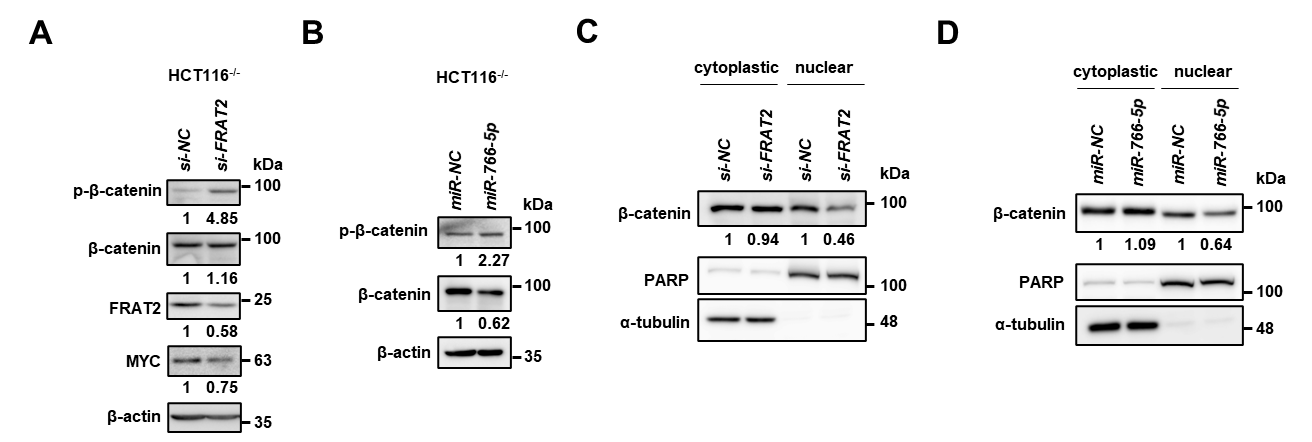 A
HCT116-/-
si-NC
si-FRAT2
kDa
p-β-catenin
100
1 4.85
β-catenin
100
1 1.16
FRAT2
25
1 0.58
MYC
63
1 0.75
β-actin
35
B
HCT116-/-
miR-NC
miR-766-5p
kDa
p-β-catenin
100
1 2.27
β-catenin
100
1 0.62
β-actin
35
C
cytoplastic nuclear
si-NC
si-FRAT2
si-NC
si-FRAT2
kDa
β-catenin
100
1 0.94 1 0.46
PARP
100
α-tubulin
48
D
cytoplastic nuclear
miR-NC
miR-766-5p
miR-NC
miR-766-5p
kDa
β-catenin
100
1 1.09 1 0.64
PARP
100
α-tubulin
48